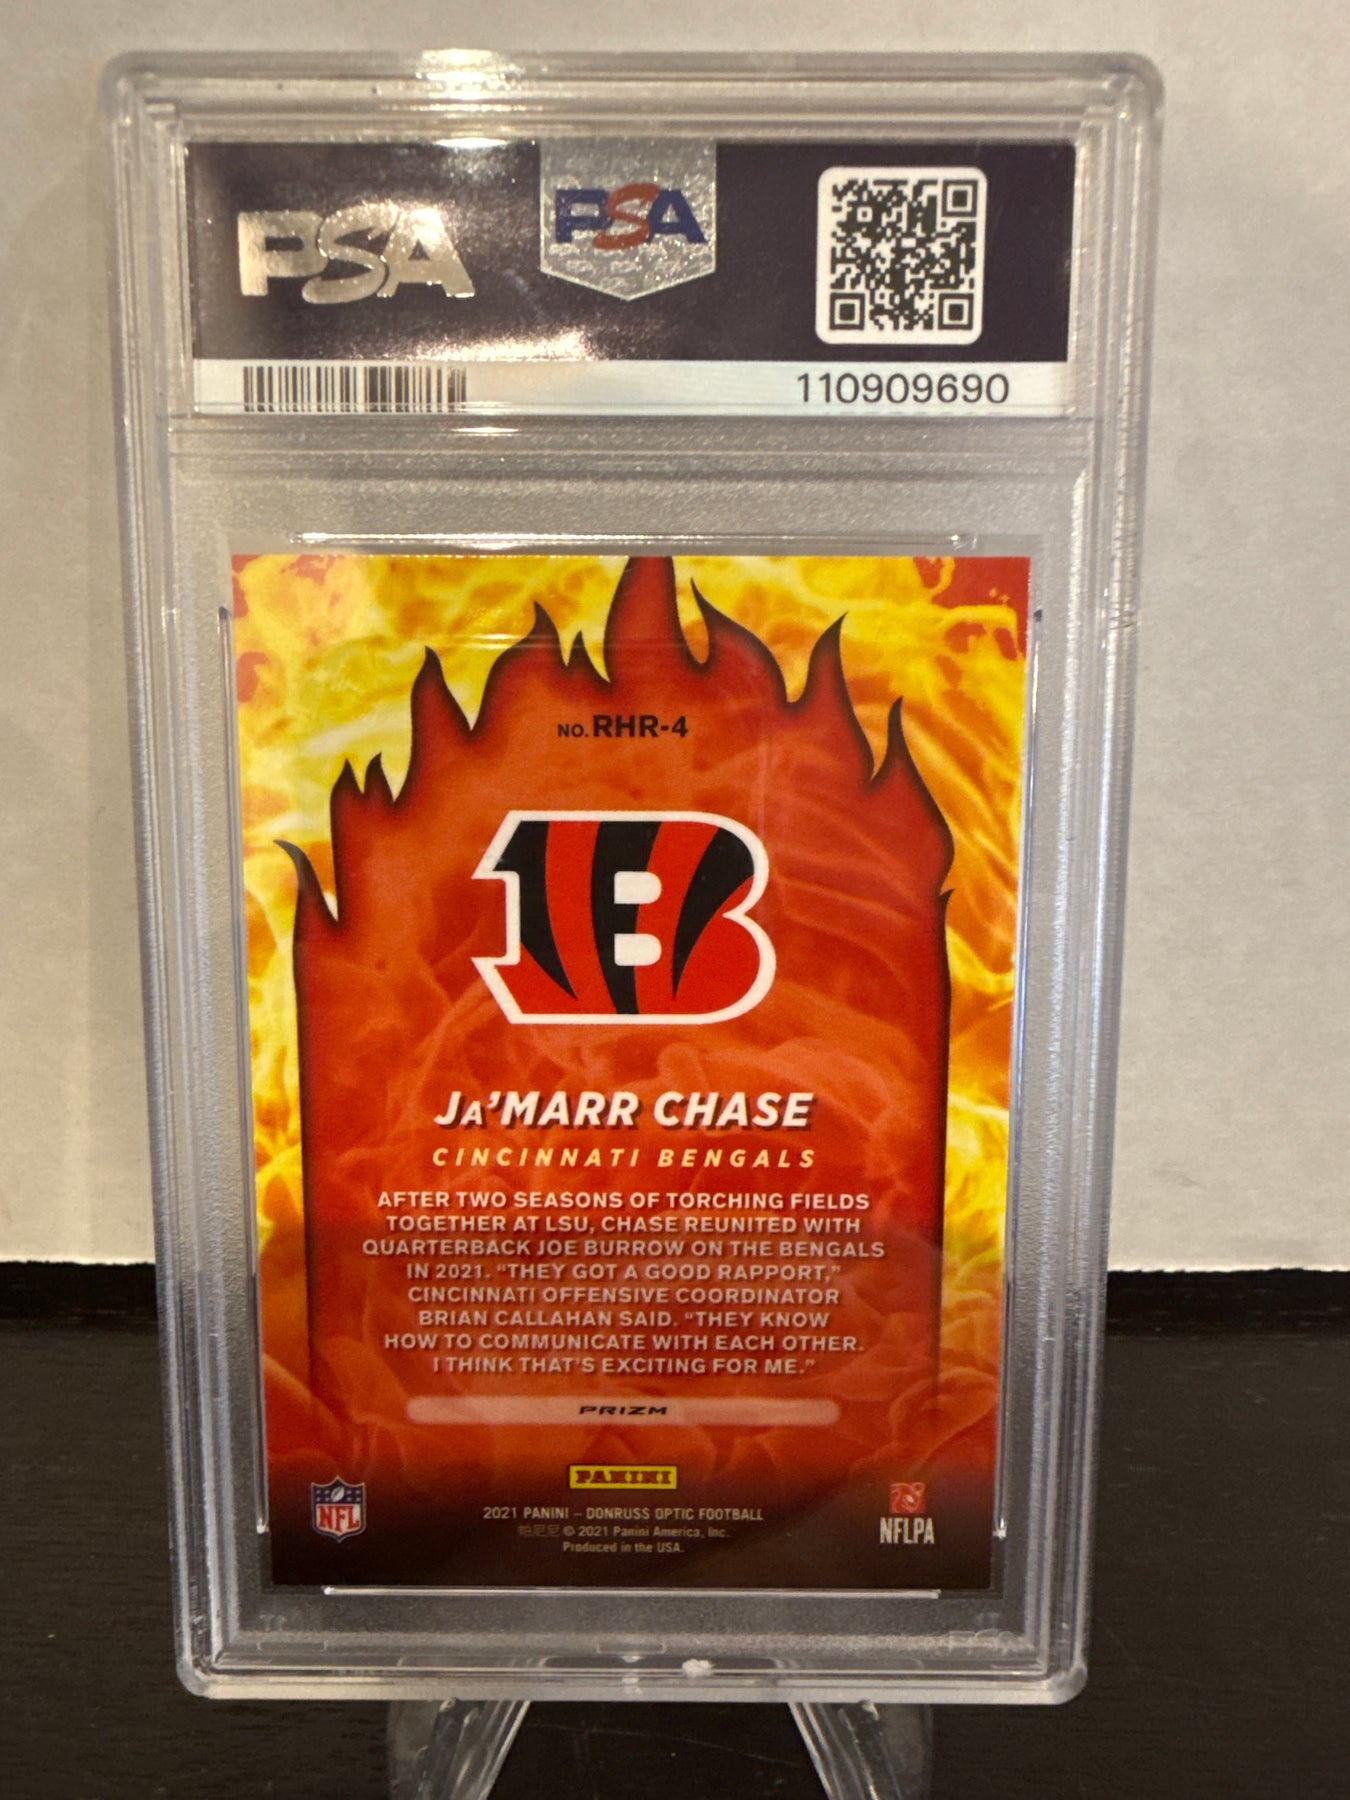 PSA
PSA
110909690
NO. RHR-4
B
JA'MARR CHASE
CINCINNATI BENGALS
AFTER TWO SEASONS OF TORCHING FIELDS
TOGETHER AT LSU, CHASE REUNITED WITH
QUARTERBACK JOE BURROW ON THE BENGALS
IN 2021. "THEY GOT A GOOD RAPPORT,"
CINCINNATI OFFENSIVE COORDINATOR
BRIAN CALLAHAN SAID. "THEY KNOW
HOW TO COMMUNICATE WITH EACH OTHER.
I THINK THAT'S EXCITING FOR ME."
PRIZM
PANINI
NFL
2021 PANINI – DONRUSS OPTIC FOOTBALL
帕尼尼 © 2021 Panini America, Inc.
Produced in the USA.
NFLPA